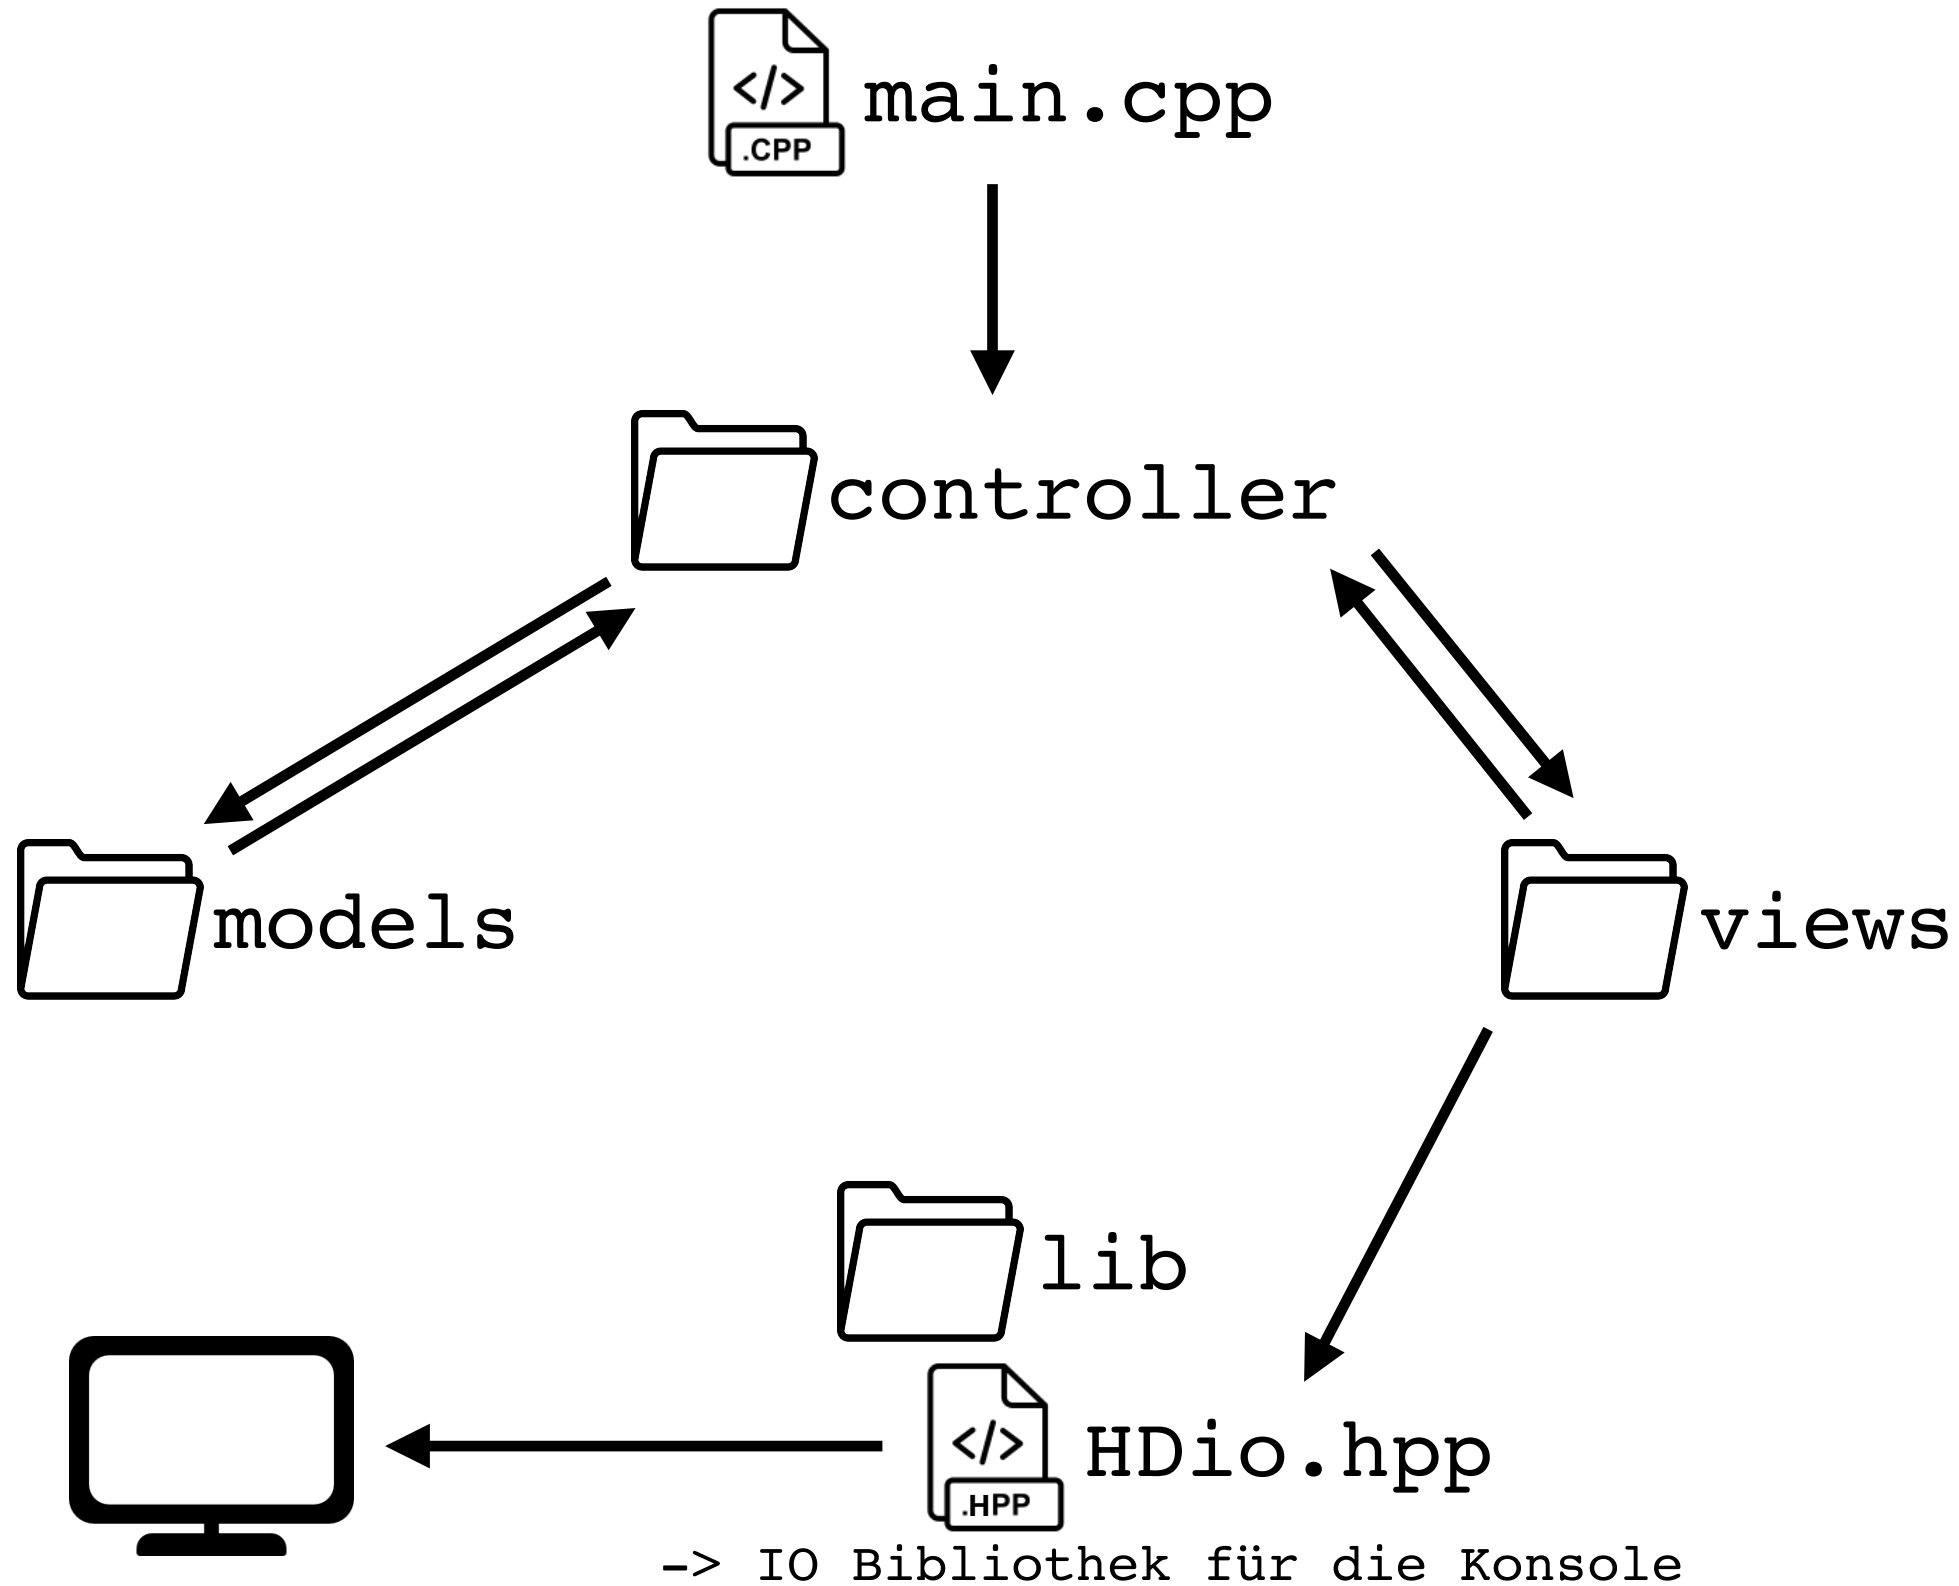 main.cpp
.CPP
controller
models
views
lib
HDio.hpp
.HPP
-> IO Bibliothek für die Konsole